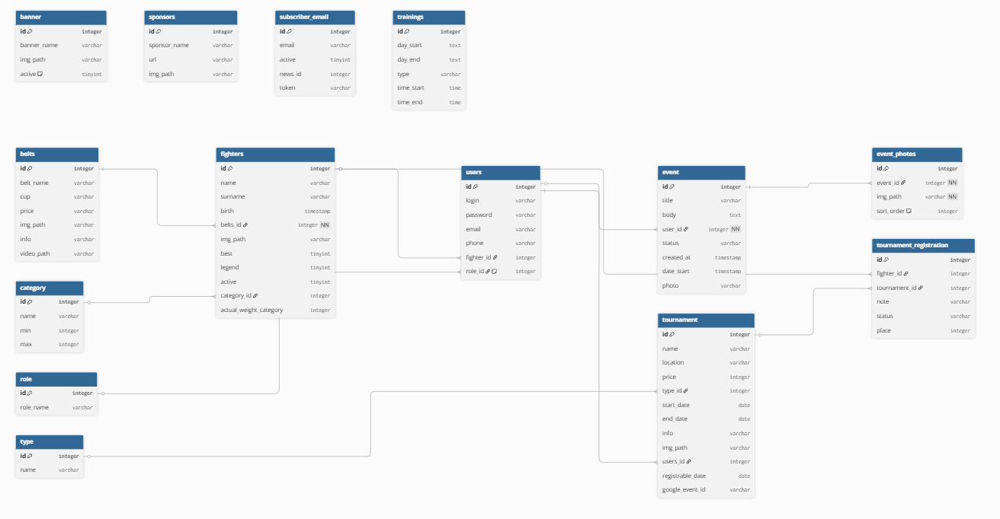 banner
id integer
banner_name varchar
img_path varchar
active tinyint
sponsors
id integer
sponsor_name varchar
url varchar
img_path varchar
subscriber_email
id integer
email varchar
active tinyint
news_id integer
token varchar
trainings
id integer
day_start text
day_end text
type varchar
time_start time
time_end time
belts
id integer
belt_name varchar
cup varchar
price varchar
img_path varchar
info varchar
video_path varchar
fighters
id integer
name varchar
surname varchar
birth timestamp
belts_id integer NN
img_path varchar
best tinyint
legend tinyint
active tinyint
category_id integer
actual_weight_category integer
users
id integer
login varchar
password varchar
email varchar
phone varchar
fighter_id integer
role_id integer
event
id integer
title varchar
body text
user_id integer NN
status varchar
created_at timestamp
date_start timestamp
photo varchar
event_photos
id integer
event_id integer NN
img_path varchar NN
sort_order integer
tournament_registration
id integer
fighter_id integer
tournament_id integer
note varchar
status varchar
place integer
category
id integer
name varchar
min integer
max integer
tournament
id integer
name varchar
location varchar
price integer
type_id integer
start_date date
end_date date
info varchar
img_path varchar
users_id integer
registrable_date date
google_event_id varchar
role
id integer
role_name varchar
type
id integer
name varchar